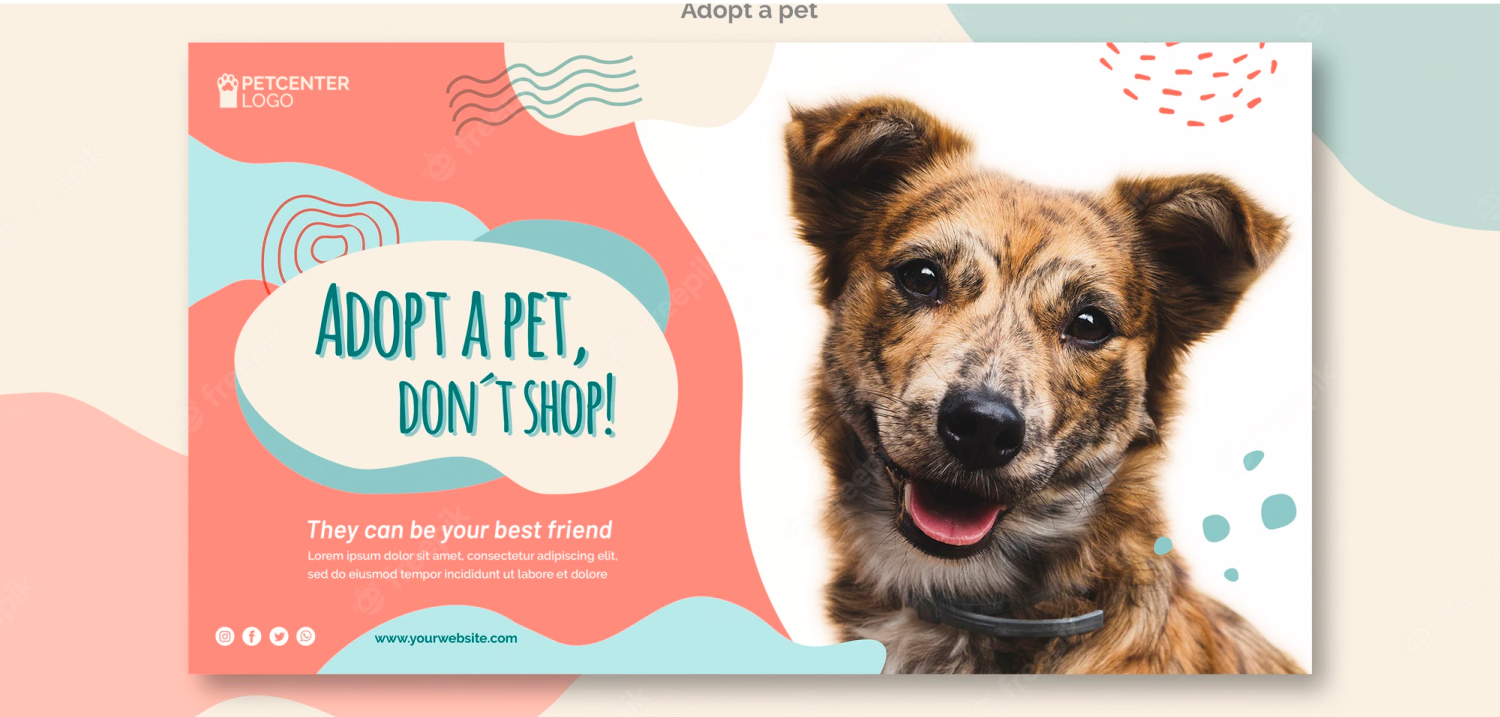 Adopt a pet
PETCENTER
LOGO
ADOPT A PET,
DON´T SHOP!
They can be your best friend
Lorem ipsum dolor sit amet, consectetur adipiscing elit,
sed do eiusmod tempor incididunt ut labore et dolore
www.yourwebsite.com
freepik